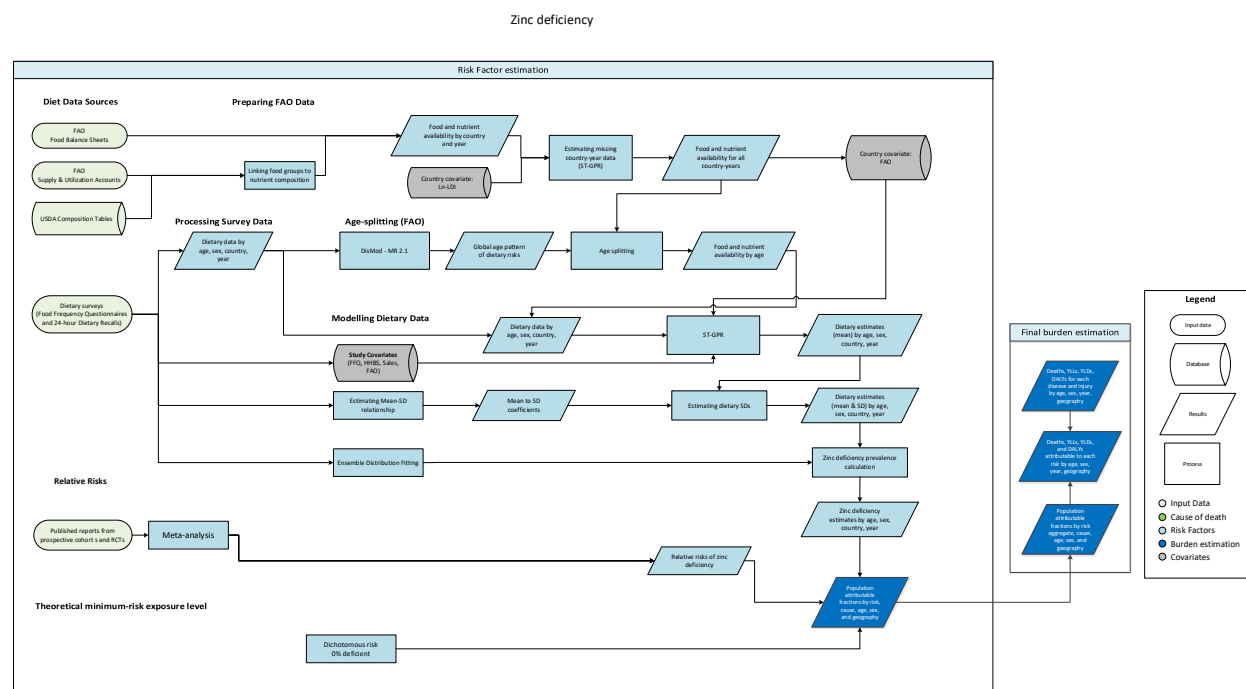 Zinc deficiency
Risk Factor estimation
Diet Data Sources
Preparing FAO Data
FAO
Food Balance Sheets
Food and nutrient
availability by country
and year
Estimating missing
country-year data
(ST-GPR)
Food and nutrient
availability for all
country-years
Country covariate:
FAO
FAO
Supply & Utilization Accounts
Linking food groups to
nutrient composition
Country covariate:
Ln-LDI
USDA Composition Tables
Processing Survey Data
Age-splitting (FAO)
Dietary data by
age, sex, country,
year
DisMod - MR 2.1
Global age pattern
of dietary risks
Age splitting
Food and nutrient
availability by age
Dietary surveys
(Food Frequency Questionnaires
and 24-hour Dietary Recalls)
Modelling Dietary Data
Dietary data by
age, sex, country,
year
ST-GPR
Dietary estimates
(mean) by age, sex,
country, year
Study Covariates
(FFQ, HHBS, Sales,
FAO)
Estimating Mean-SD
relationship
Mean to SD
coefficients
Estimating dietary SDs
Dietary estimates
(mean & SD) by age,
sex, country, year
Ensemble Distribution Fitting
Zinc deficiency prevalence
calculation
Relative Risks
Zinc deficiency
estimates by age, sex,
country, year
Published reports from
prospective cohorts and RCTs
Meta-analysis
Relative risks of zinc
deficiency
Population
attributable
fractions by risk,
cause, age, sex,
and geography
Theoretical minimum-risk exposure level
Dichotomous risk
0% deficient
Final burden estimation
Deaths, YLLs, YLDs,
DALYs for each
disease and injury
by age, sex, year,
geography
Deaths, YLLs, YLDs,
and DALYs
attributable to each
risk by age, sex,
year, geography
Population
attributable
fractions by risk
aggregate, cause,
age, sex, and
geography
Legend
Input data
Database
Results
Process
Input Data
Cause of death
Risk Factors
Burden estimation
Covariates